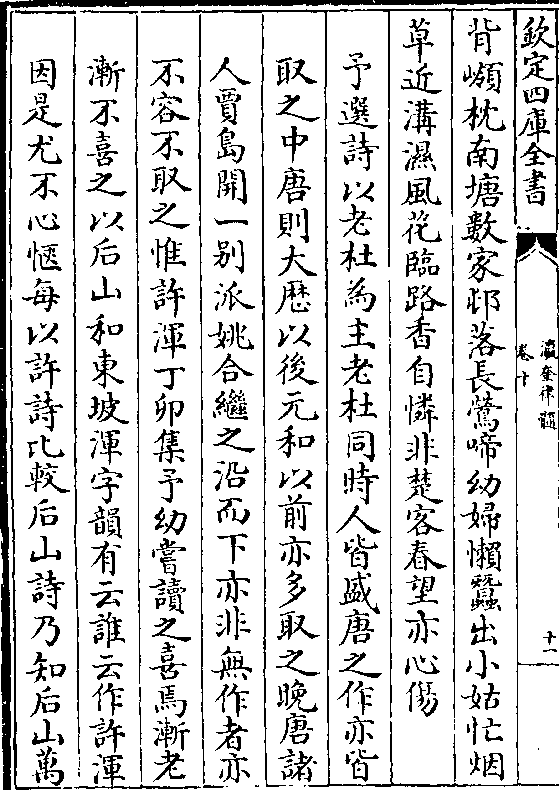 欽定四庫全書
瀛奎律髓
卷十
十一
背嶺枕南塘數家邨落長鶯啼幼婦懶蠶出小姑忙烟
草近溝濕風花臨路香自憐非楚客春望亦心傷
予選詩以老杜為主老杜同時人皆盛唐之作亦皆
取之中唐則大歴以後元和以前亦多取之晚唐諸
人賈島開一别派姚合繼之沿而下亦非無作者亦
不容不取之惟許渾丁卯集予幼嘗讀之喜焉漸老
漸不喜之以后山和東坡渾字韻有云誰云作許渾
因是尤不心愜每以許詩比較后山詩乃知后山萬